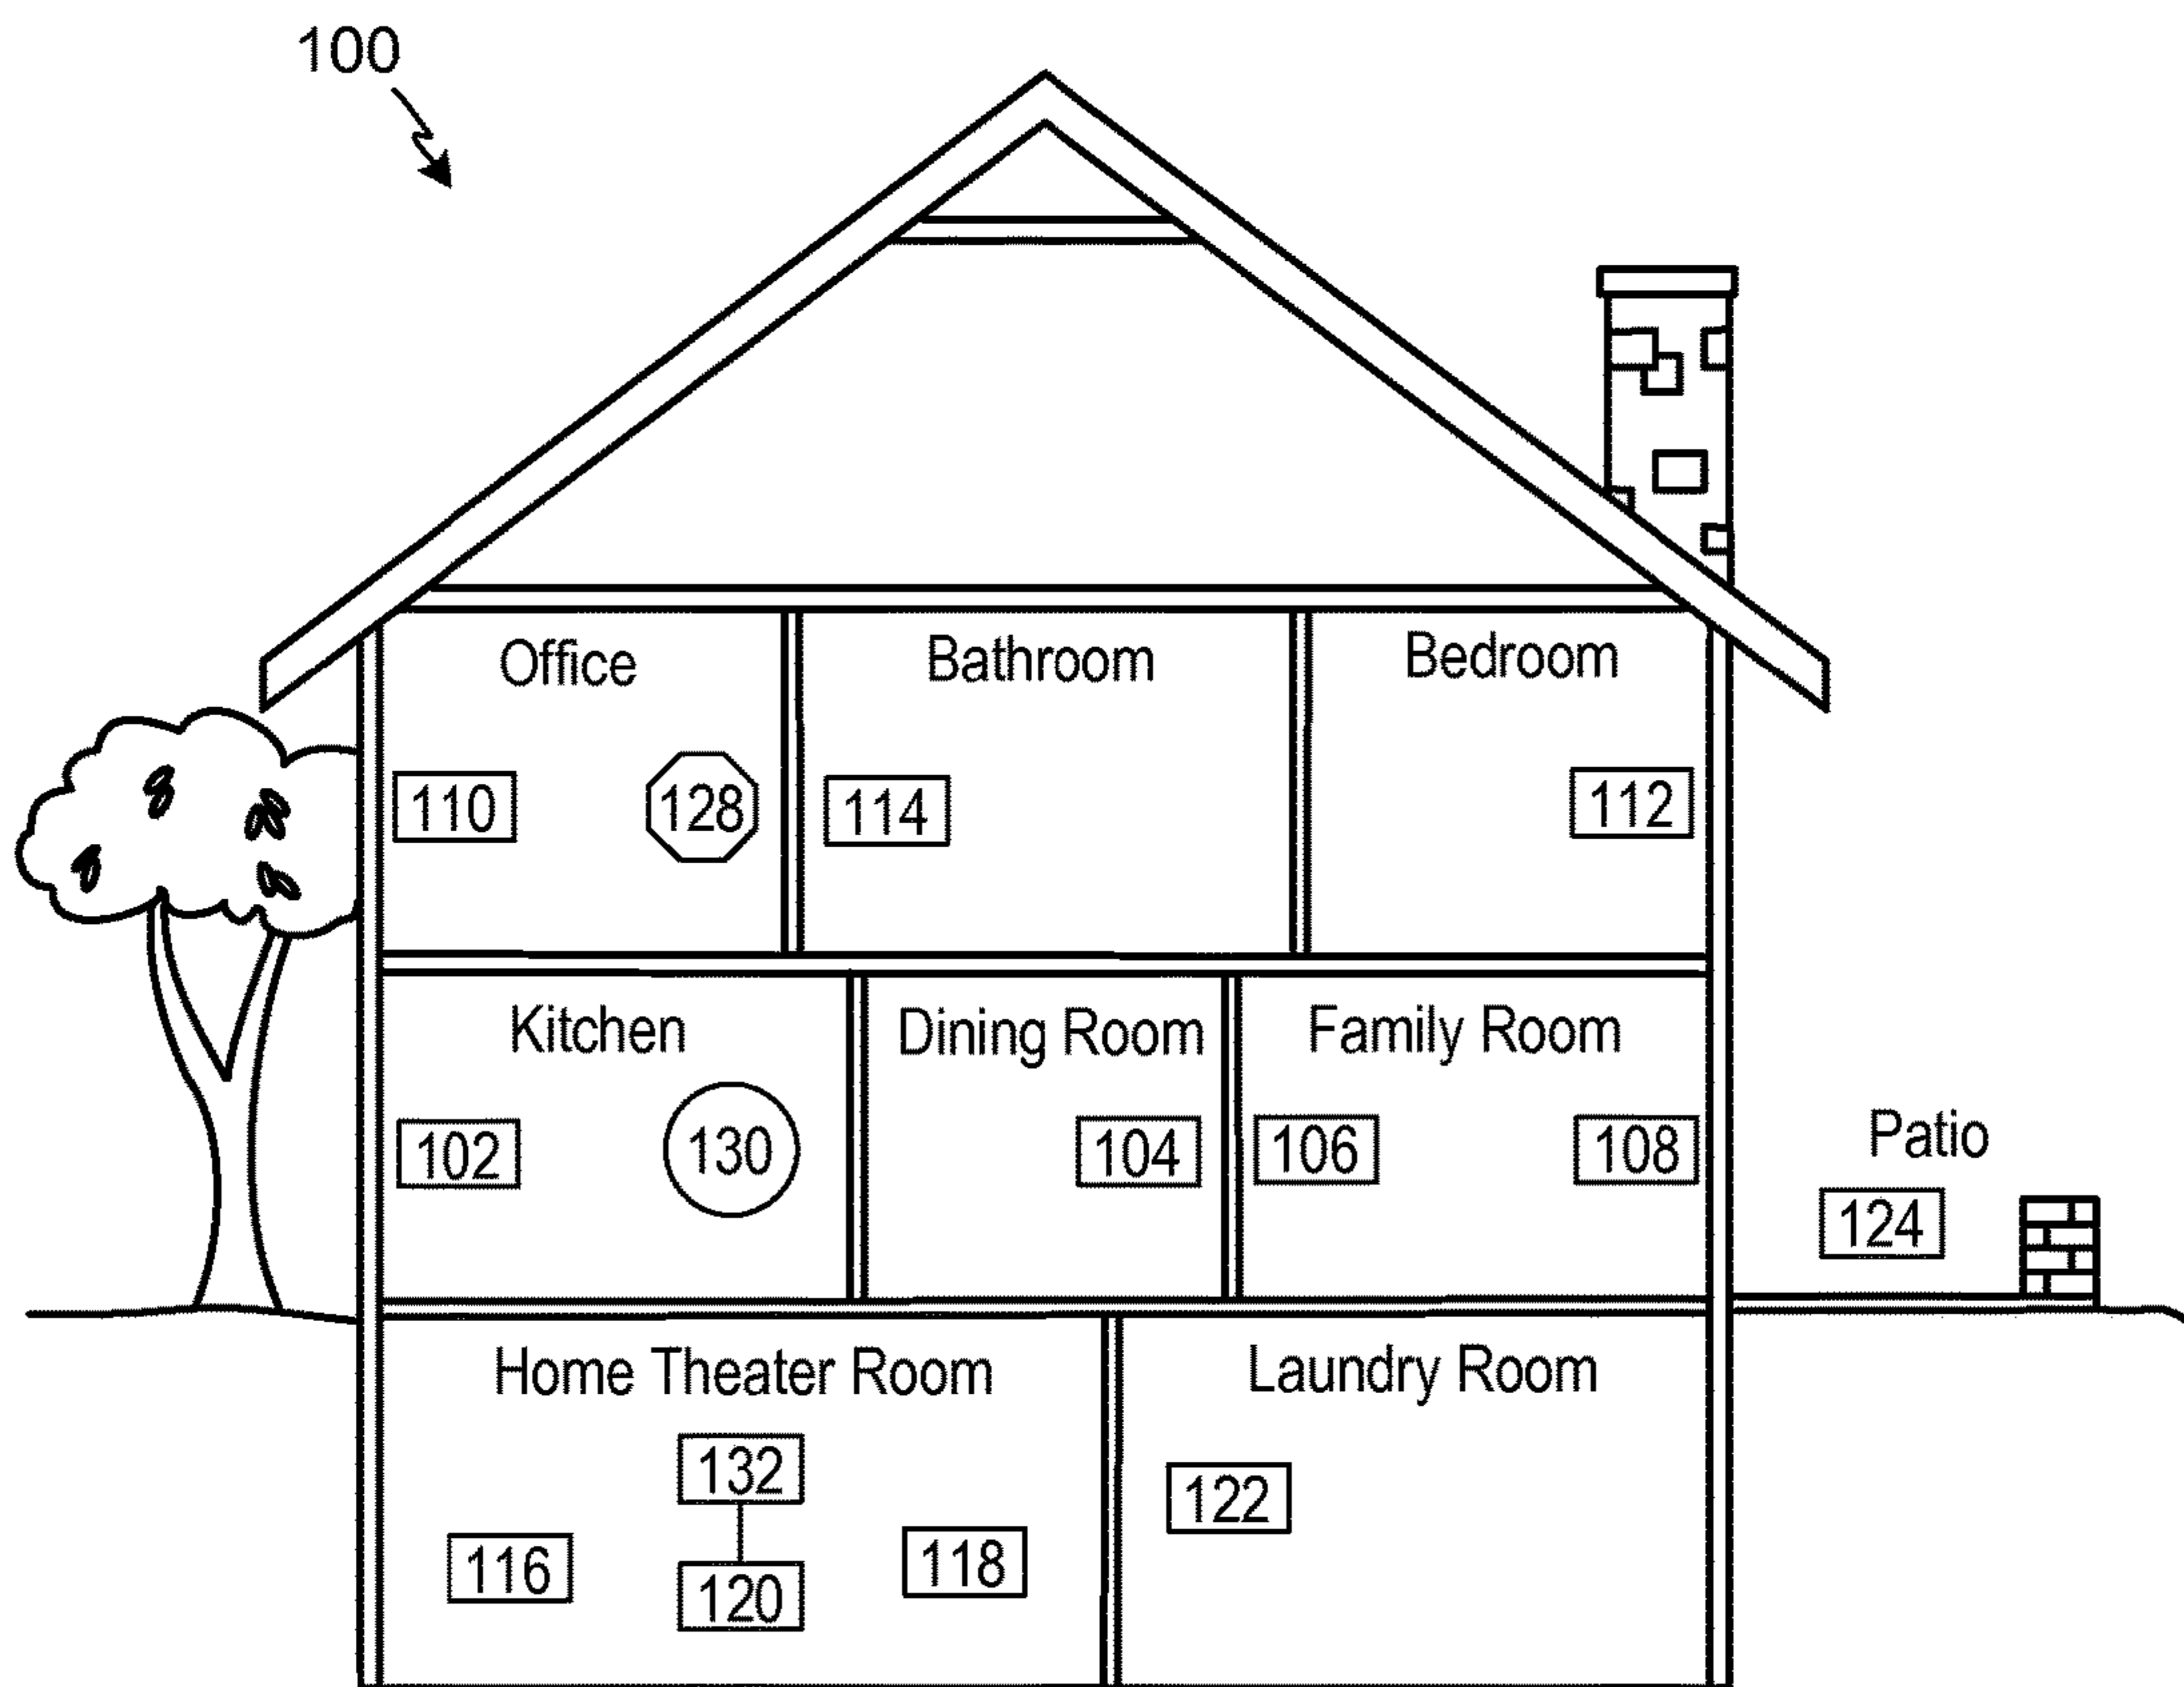 100
Office
Bathroom
Bedroom
110
128
114
112
Kitchen
Dining Room
Family Room
102
130
104
106
108
Patio
124
Home Theater Room
Laundry Room
132
116
120
118
122